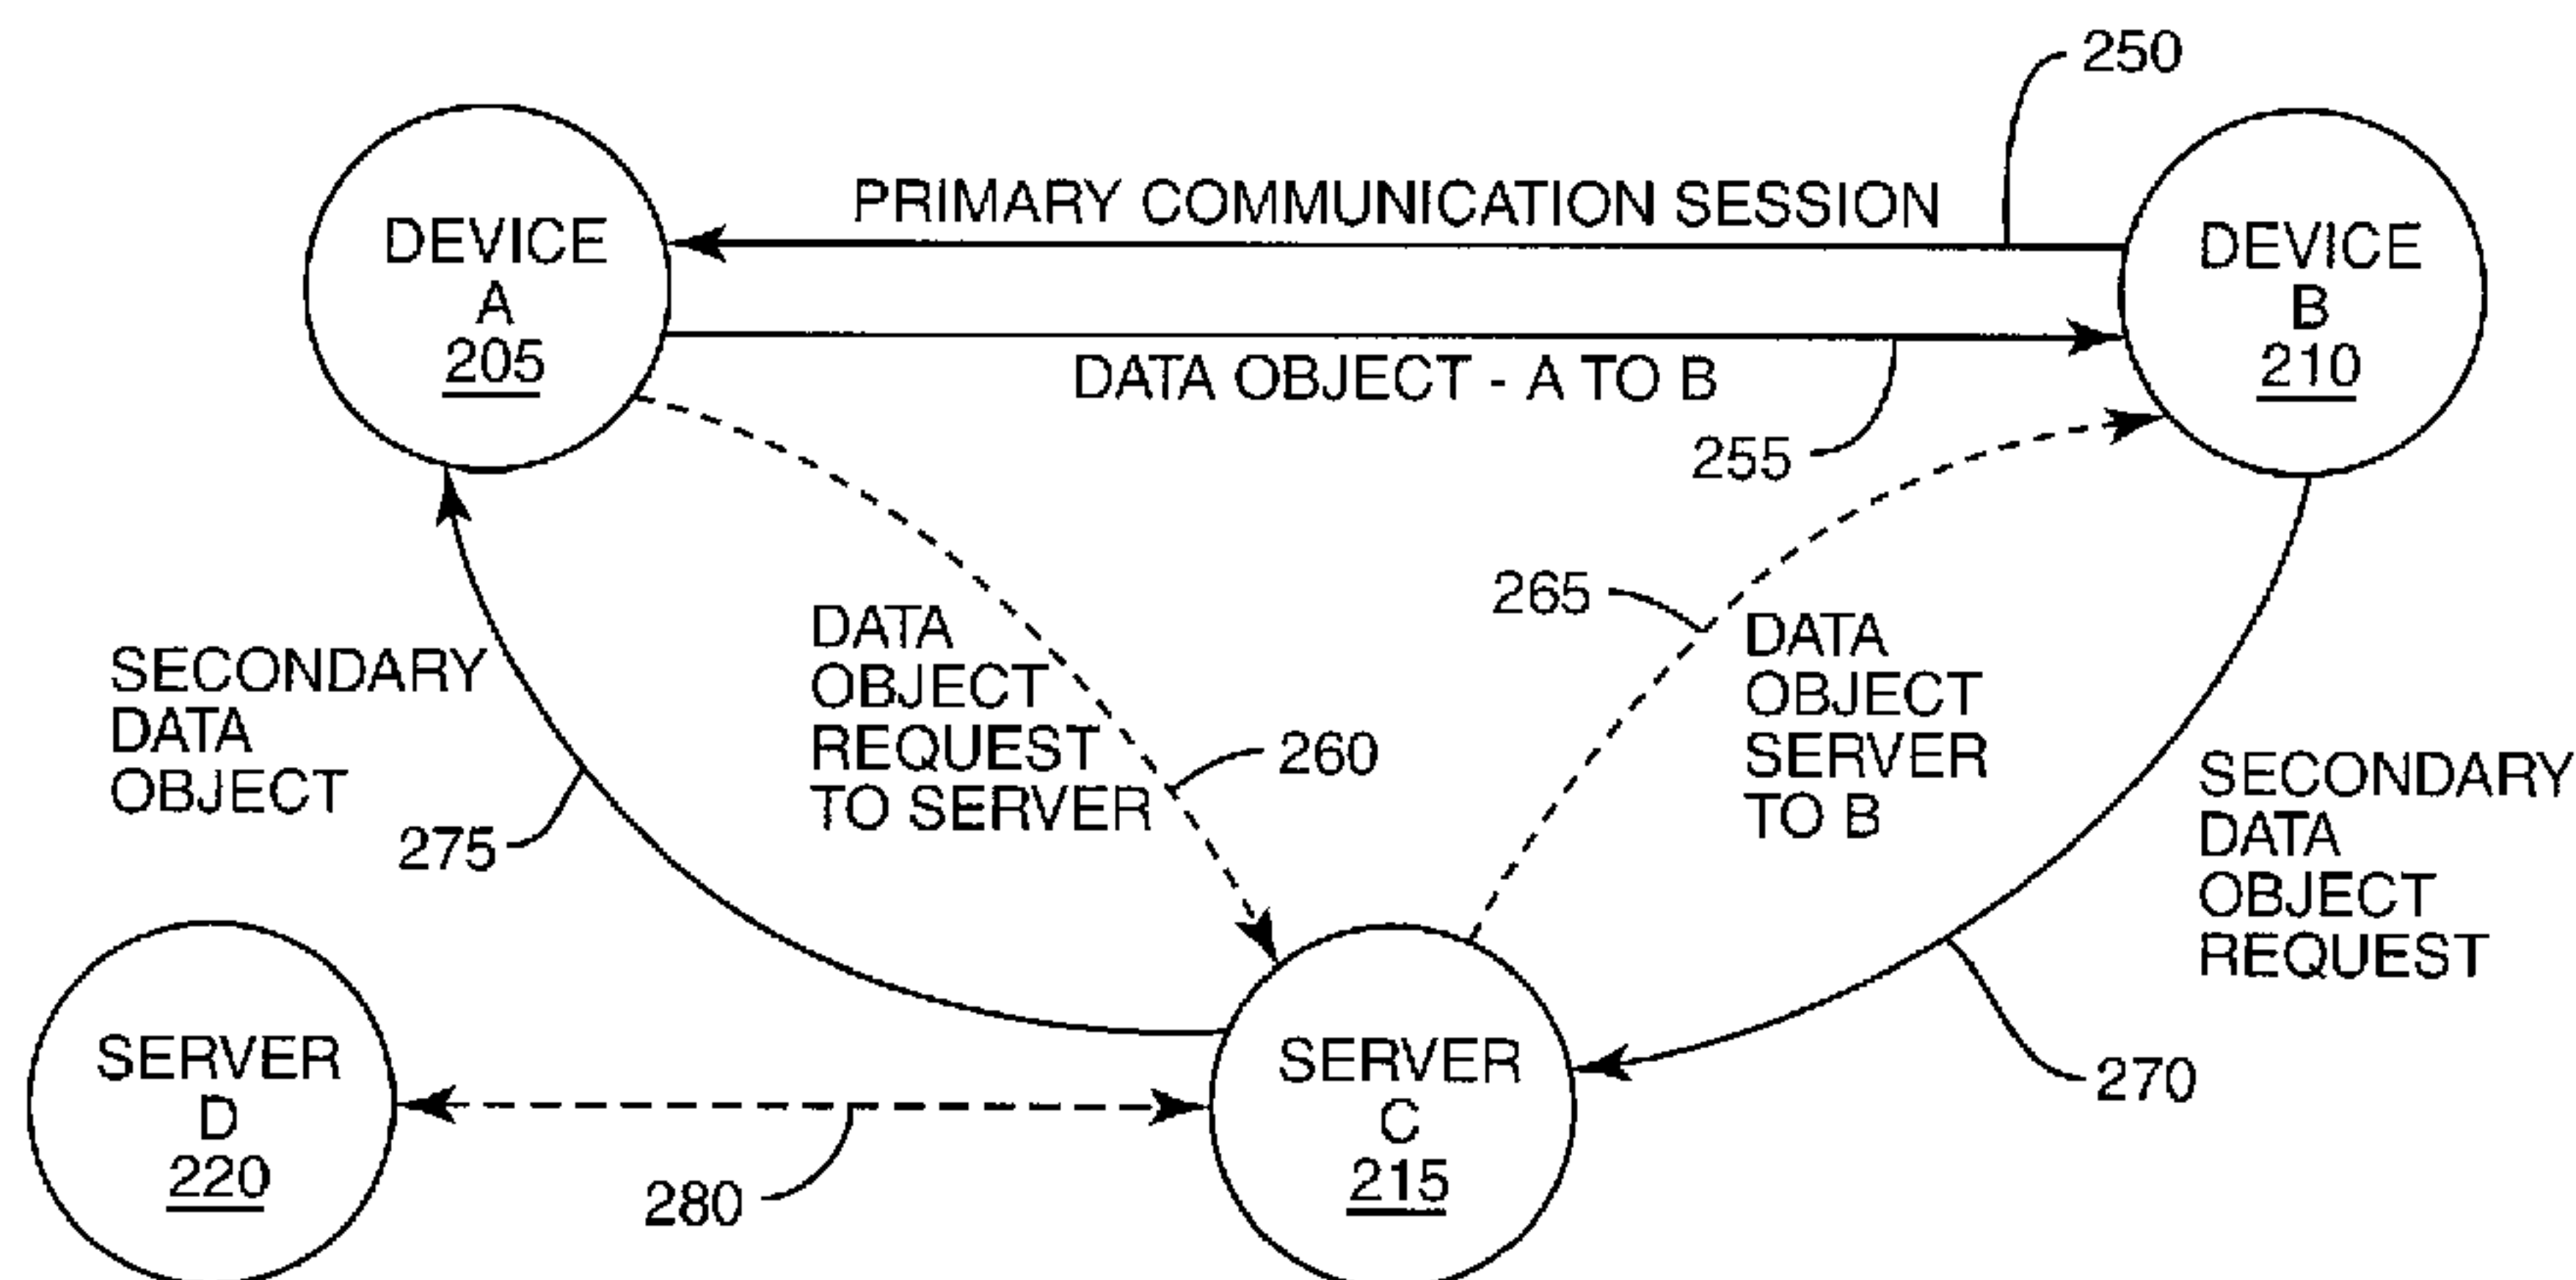 250
PRIMARY COMMUNICATION SESSION
DEVICE
A
205
DEVICE
B
210
DATA OBJECT - A TO B
255
265
DATA
OBJECT
REQUEST
TO SERVER
260
DATA
OBJECT
SERVER
TO B
SECONDARY
DATA
OBJECT
275
SECONDARY
DATA
OBJECT
REQUEST
270
SERVER
D
220
280
SERVER
C
215